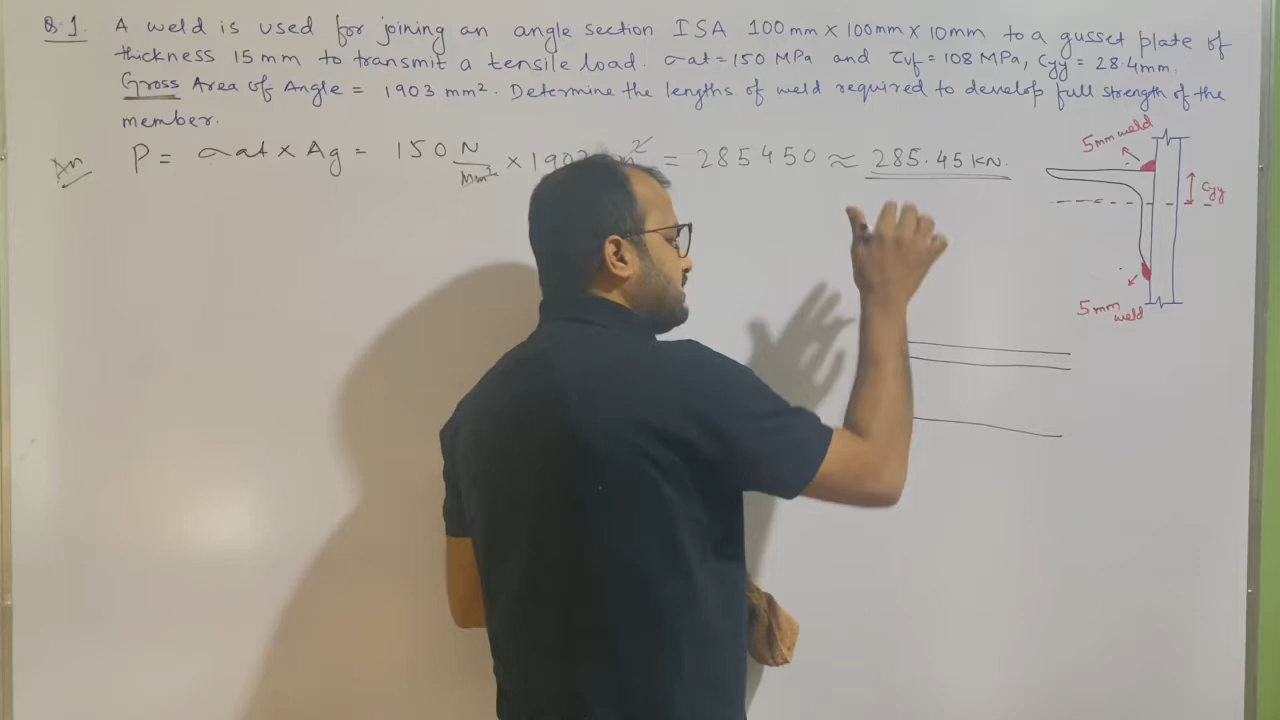 Q.1. A weld is used for joining an angle section ISA 100mm × 100mm × 10mm to a gusset plate of
thickness 15mm to transmit a tensile load. σat = 150 MPa and τvf = 108 MPa, Cyy = 28.4mm.
Gross Area of Angle = 1903 mm². Determine the lengths of weld required to develop full strength of the
member.
An P = σat × Ag = 150 N/mm² × 190 = 285450 ≈ 285.45 KN.
5mm weld
Cyy
5mm weld